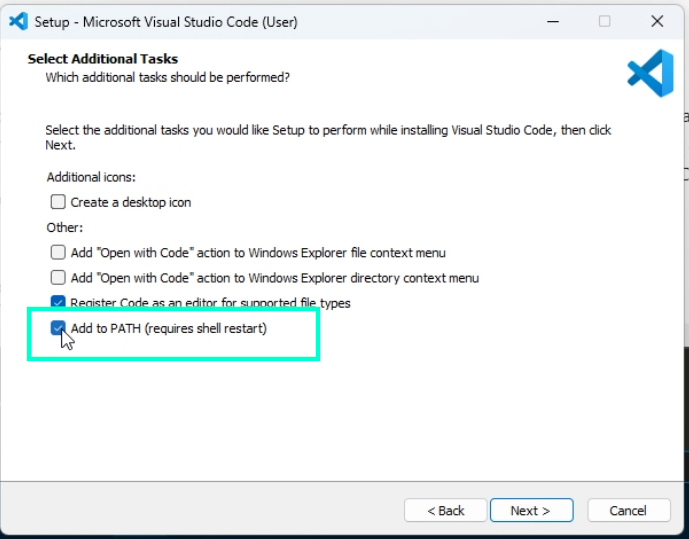 Setup - Microsoft Visual Studio Code (User)
Select Additional Tasks
Which additional tasks should be performed?
Select the additional tasks you would like Setup to perform while installing Visual Studio Code, then click
Next.
Additional icons:
Create a desktop icon
Other:
Add "Open with Code" action to Windows Explorer file context menu
Add "Open with Code" action to Windows Explorer directory context menu
Register Code as an editor for supported file types
Add to PATH (requires shell restart)
< Back Next > Cancel